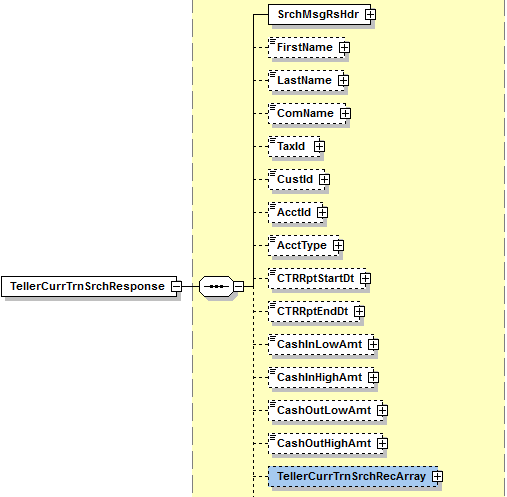 SrchMsgRsHdr
FirstName
LastName
ComName
TaxId
CustId
AcctId
AcctType
TellerCurrTrnSrchResponse
CTRRptStartDt
CTRRptEndDt
CashInLowAmt
CashInHighAmt
CashOutLowAmt
CashOutHighAmt
TellerCurrTrnSrchRecArray